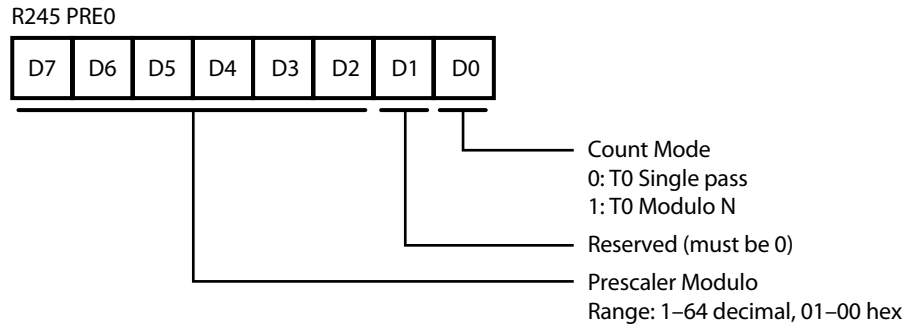 R245 PRE0
D7 D6 D5 D4 D3 D2 D1 D0
Count Mode
0: T0 Single pass
1: T0 Modulo N
Reserved (must be 0)
Prescaler Modulo
Range: 1–64 decimal, 01–00 hex